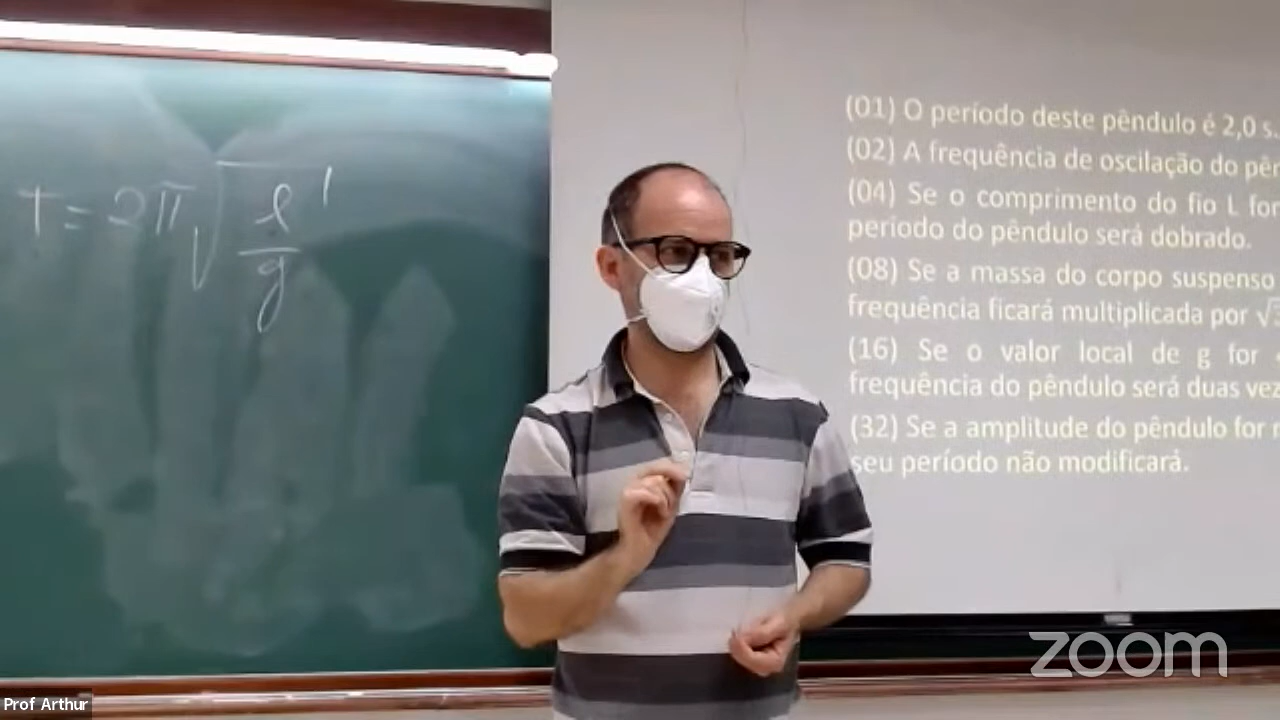 T = 2π √ℓ/g
(01) O período deste pêndulo é 2,0 s.
(02) A frequência de oscilação do
(04) Se o comprimento do fio L for
período do pêndulo será dobrado.
(08) Se a massa do corpo suspenso
frequência ficará multiplicada por √
(16) Se o valor local de g for
frequência do pêndulo será duas
(32) Se a amplitude do pêndulo for
seu período não modificará.
zoom
Prof Arthur